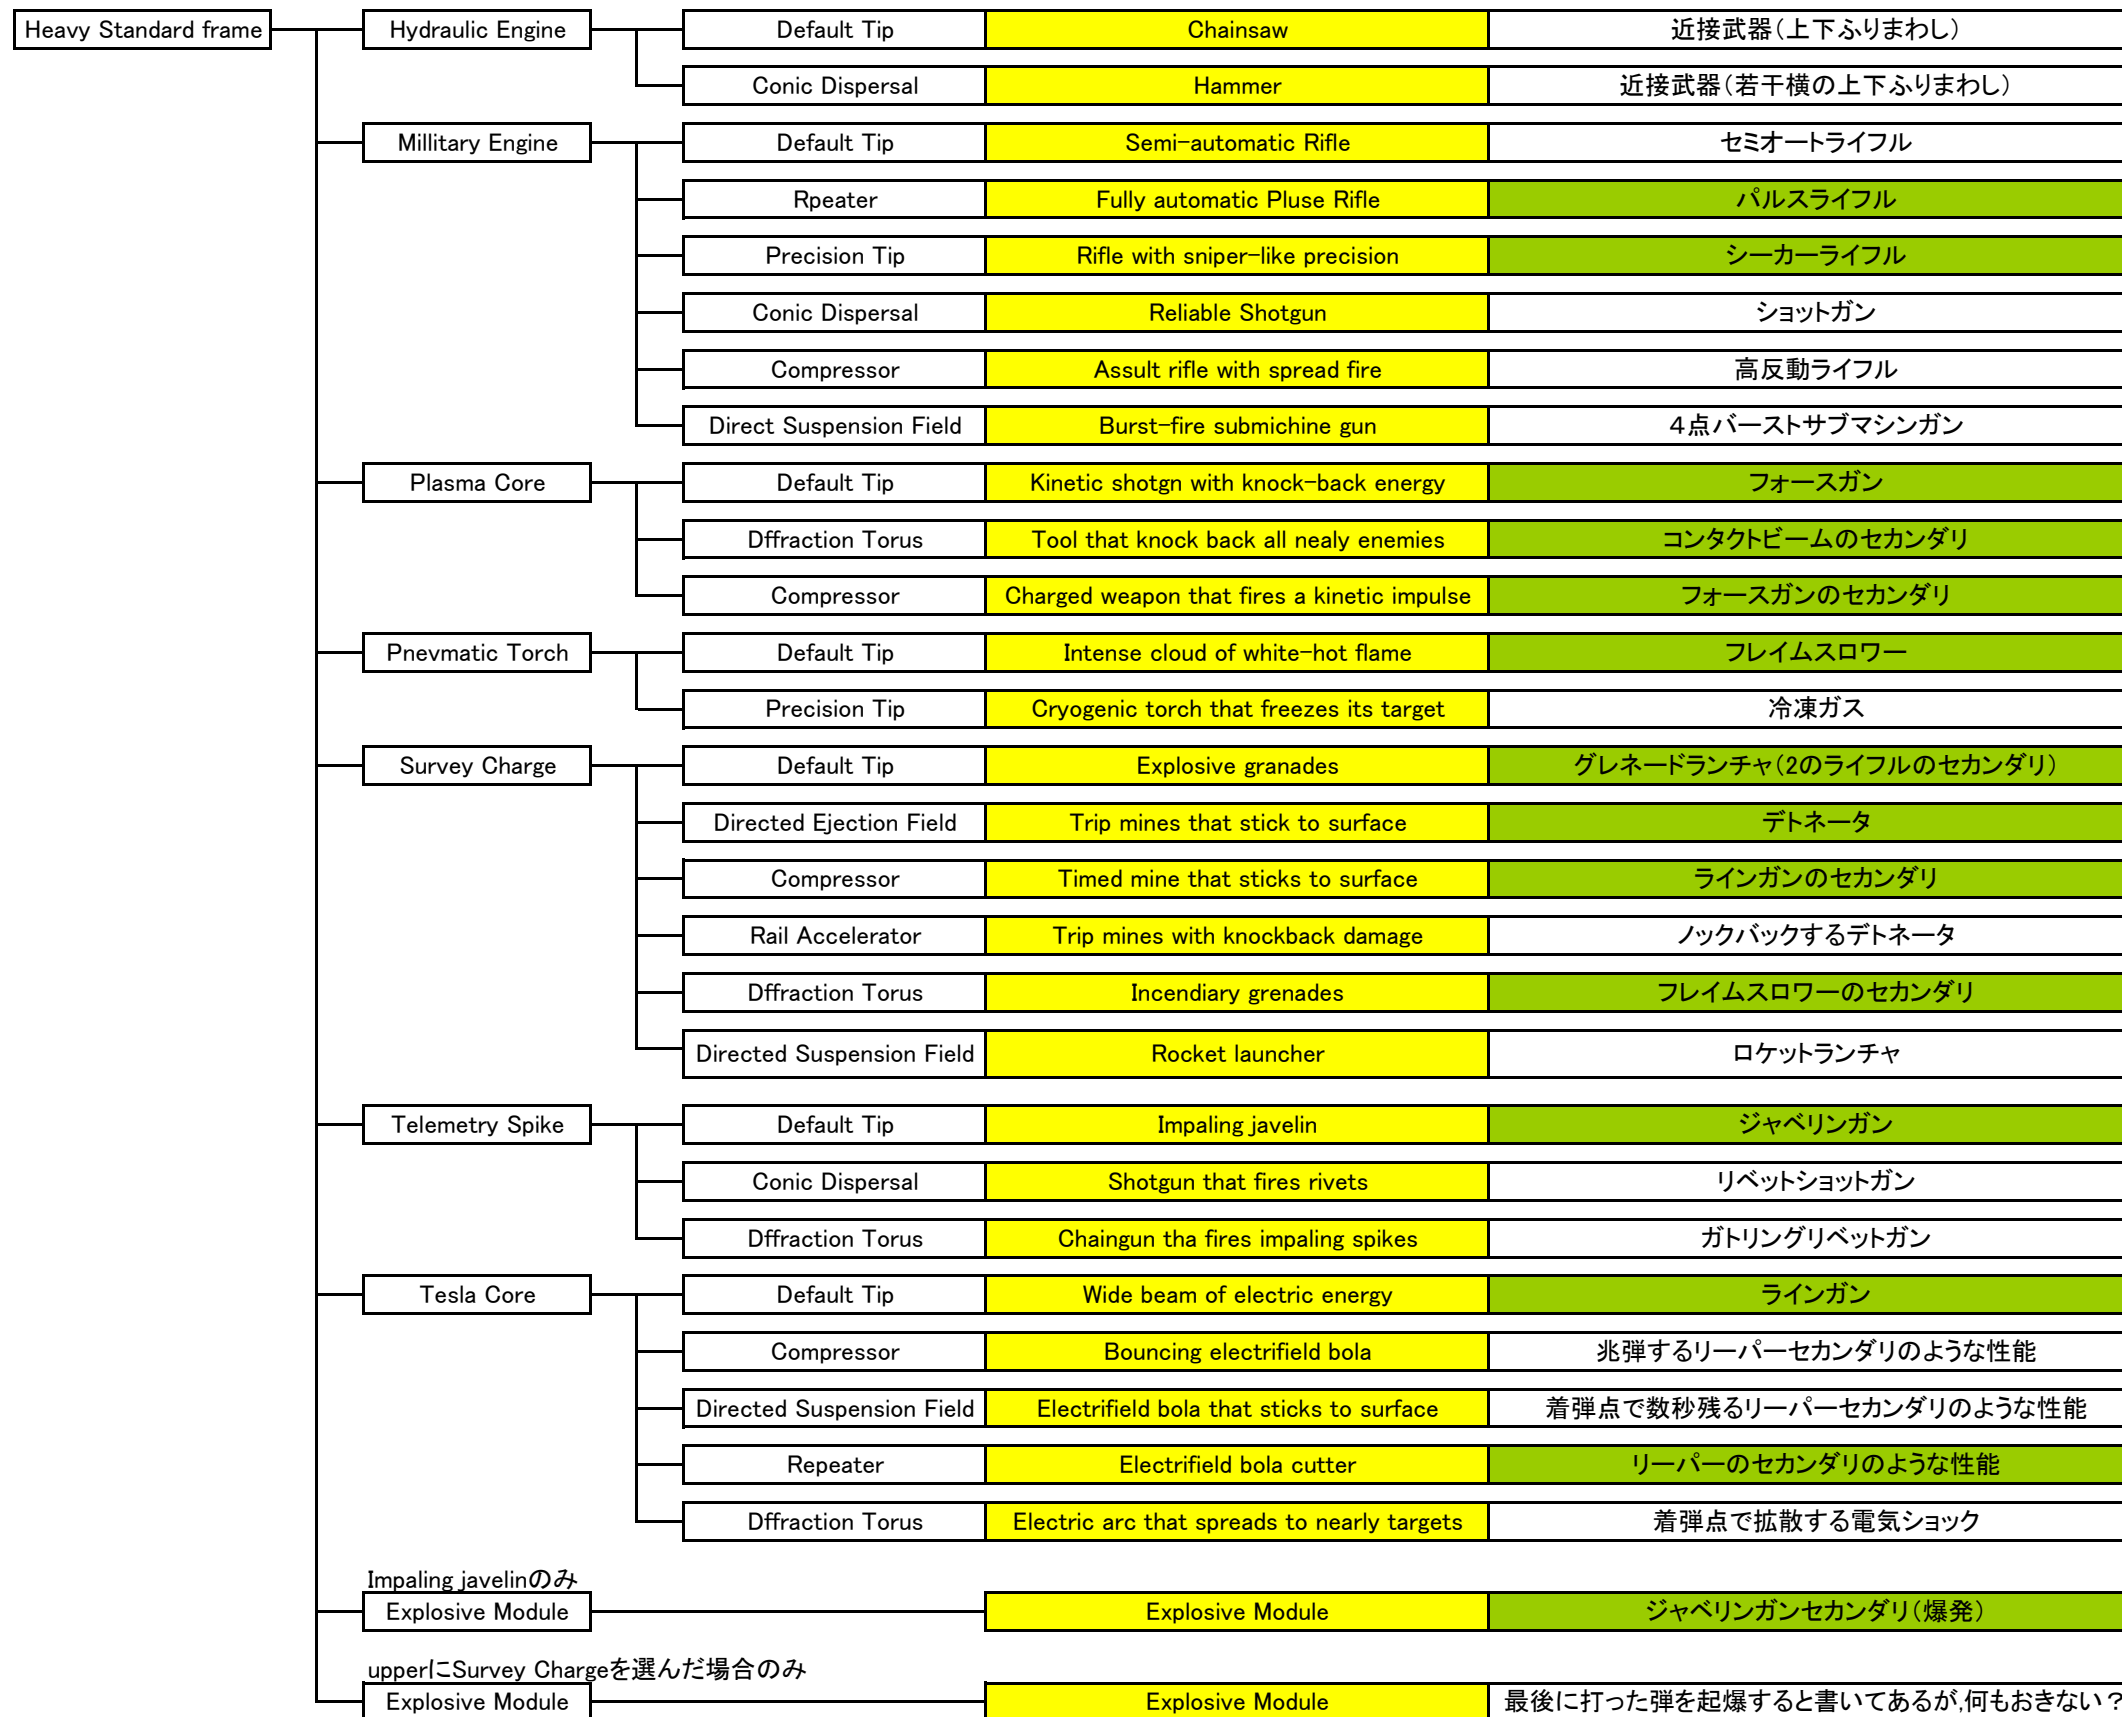 Heavy Standard frame Hydraulic Engine Default Tip Chainsaw 近接武器(上下ふりまわし)
Conic Dispersal Hammer 近接武器(若干横の上下ふりまわし)
Millitary Engine Default Tip Semi-automatic Rifle セミオートライフル
Rpeater Fully automatic Pluse Rifle パルスライフル
Precision Tip Rifle with sniper-like precision シーカーライフル
Conic Dispersal Reliable Shotgun ショットガン
Compressor Assult rifle with spread fire 高反動ライフル
Direct Suspension Field Burst-fire submichine gun 4点バーストサブマシンガン
Plasma Core Default Tip Kinetic shotgn with knock-back energy フォースガン
Dffraction Torus Tool that knock back all nealy enemies コンタクトビームのセカンダリ
Compressor Charged weapon that fires a kinetic impulse フォースガンのセカンダリ
Pnevmatic Torch Default Tip Intense cloud of white-hot flame フレイムスロワー
Precision Tip Cryogenic torch that freezes its target 冷凍ガス
Survey Charge Default Tip Explosive granades グレネードランチャ(2のライフルのセカンダリ)
Directed Ejection Field Trip mines that stick to surface デトネータ
Compressor Timed mine that sticks to surface ラインガンのセカンダリ
Rail Accelerator Trip mines with knockback damage ノックバックするデトネータ
Dffraction Torus Incendiary grenades フレイムスロワーのセカンダリ
Directed Suspension Field Rocket launcher ロケットランチャ
Telemetry Spike Default Tip Impaling javelin ジャベリンガン
Conic Dispersal Shotgun that fires rivets リベットショットガン
Dffraction Torus Chaingun tha fires impaling spikes ガトリングリベットガン
Tesla Core Default Tip Wide beam of electric energy ラインガン
Compressor Bouncing electrifield bola 兆弾するリーパーセカンダリのような性能
Directed Suspension Field Electrifield bola that sticks to surface 着弾点で数秒残るリーパーセカンダリのような性能
Repeater Electrifield bola cutter リーパーのセカンダリのような性能
Dffraction Torus Electric arc that spreads to nearly targets 着弾点で拡散する電気ショック
Impaling javelinのみ
Explosive Module Explosive Module ジャベリンガンセカンダリ(爆発)
upperにSurvey Chargeを選んだ場合のみ
Explosive Module Explosive Module 最後に打った弾を起爆すると書いてあるが,何もおきない?